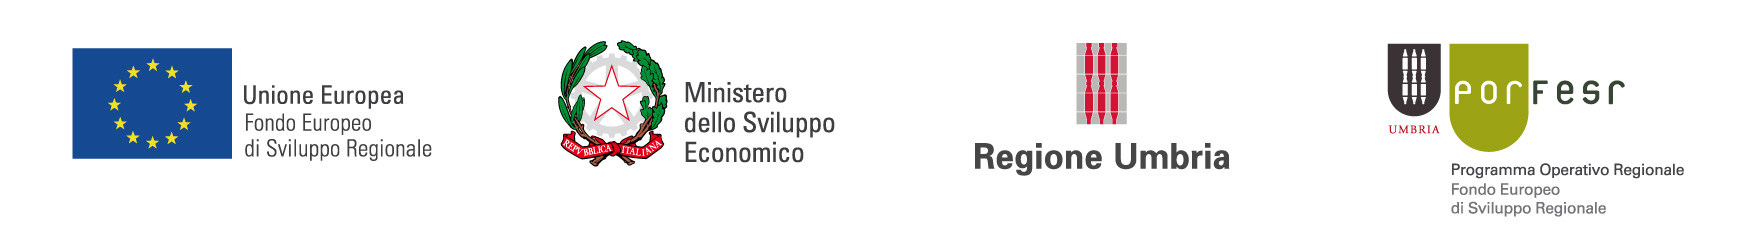 Unione Europea
Fondo Europeo
di Sviluppo Regionale
REPVBBLICA ITALIANA
Ministero
dello Sviluppo
Economico
Regione Umbria
UMBRIA
porfesr
Programma Operativo Regionale
Fondo Europeo
di Sviluppo Regionale